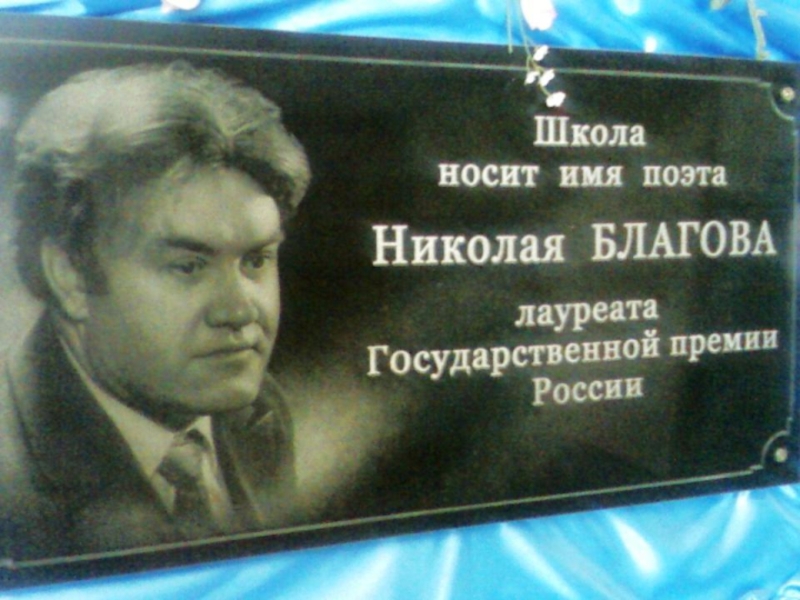 Школа
носит имя поэта
Николая БЛАГОВА
лауреата
Государственной премии
России